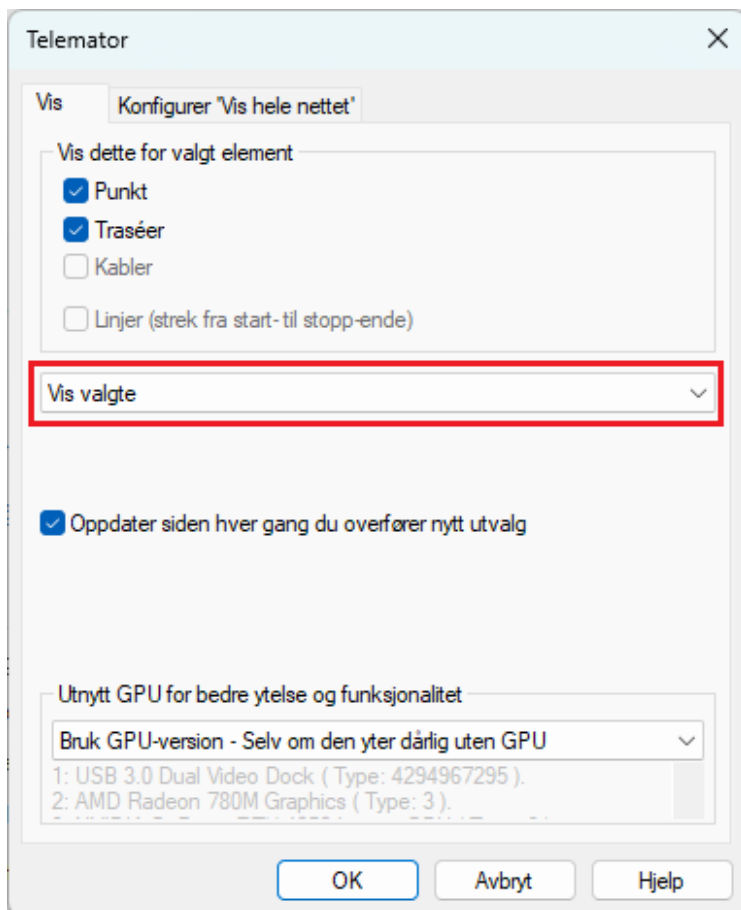 Telemator
Vis
Konfigurer "Vis hele nettet"
Vis dette for valgt element
Punkt
Traséer
Kabler
Linjer (strek fra start- til stopp-ende)
Vis valgte
Oppdater siden hver gang du overfører nytt utvalg
Utnytt GPU for bedre ytelse og funksjonalitet
Bruk GPU-version - Selv om den yter dårlig uten GPU
1: USB 3.0 Dual Video Dock ( Type: 4294967295 ).
2: AMD Radeon 780M Graphics ( Type: 3 ).
OK
Avbryt
Hjelp